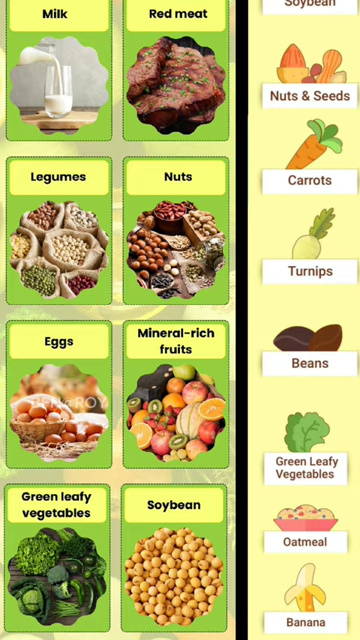 Milk
Red meat
Legumes
Nuts
Eggs
Mineral-rich
fruits
Green leafy
vegetables
Soybean
Soybean
Nuts & Seeds
Carrots
Turnips
Beans
Green Leafy
Vegetables
Oatmeal
Banana